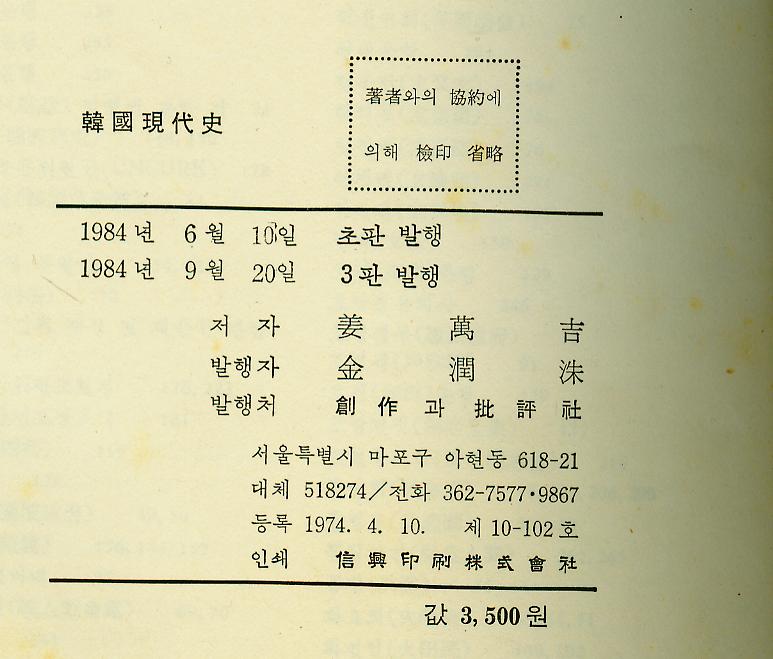 韓國現代史
著者와의 協約에
의해 檢印 省略
1984년 6월 10일 초판 발행
1984년 9월 20일 3판 발행
저 자 姜 萬 吉
발행자 金 潤 洙
발행처 創作과批評社
서울특별시 마포구 아현동 618-21
대체 518274/전화 362-7577·9867
등록 1974. 4. 10. 제 10-102 호
인쇄 信興印刷株式會社
값 3,500원